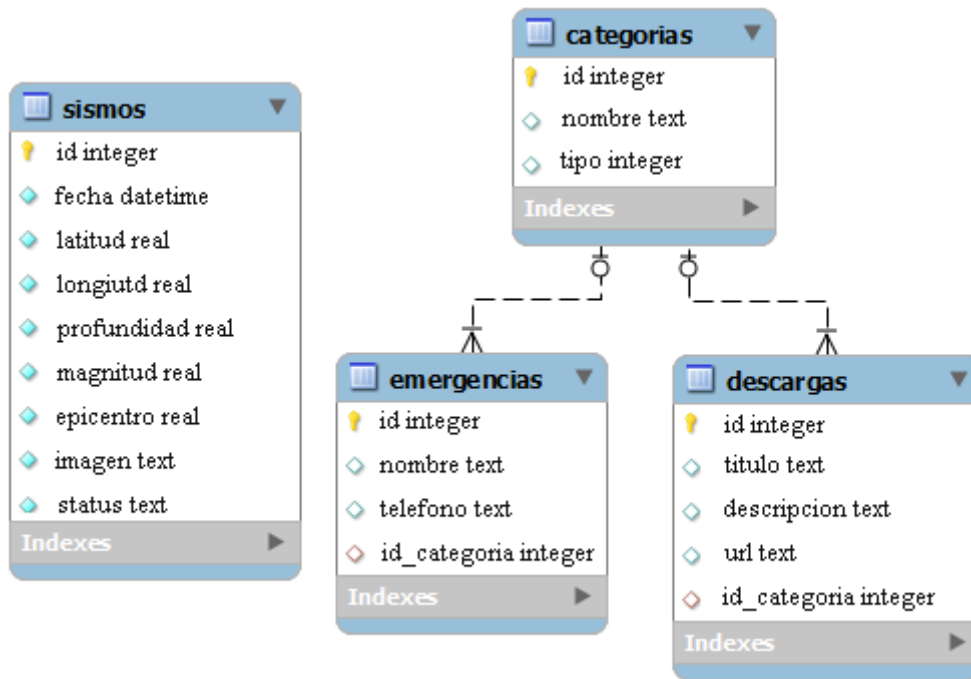 sismos
id integer
fecha datetime
latitud real
longiutd real
profundidad real
magnitud real
epicentro real
imagen text
status text
Indexes
categorias
id integer
nombre text
tipo integer
Indexes
emergencias
id integer
nombre text
telefono text
id_categoria integer
Indexes
descargas
id integer
titulo text
descripcion text
url text
id_categoria integer
Indexes